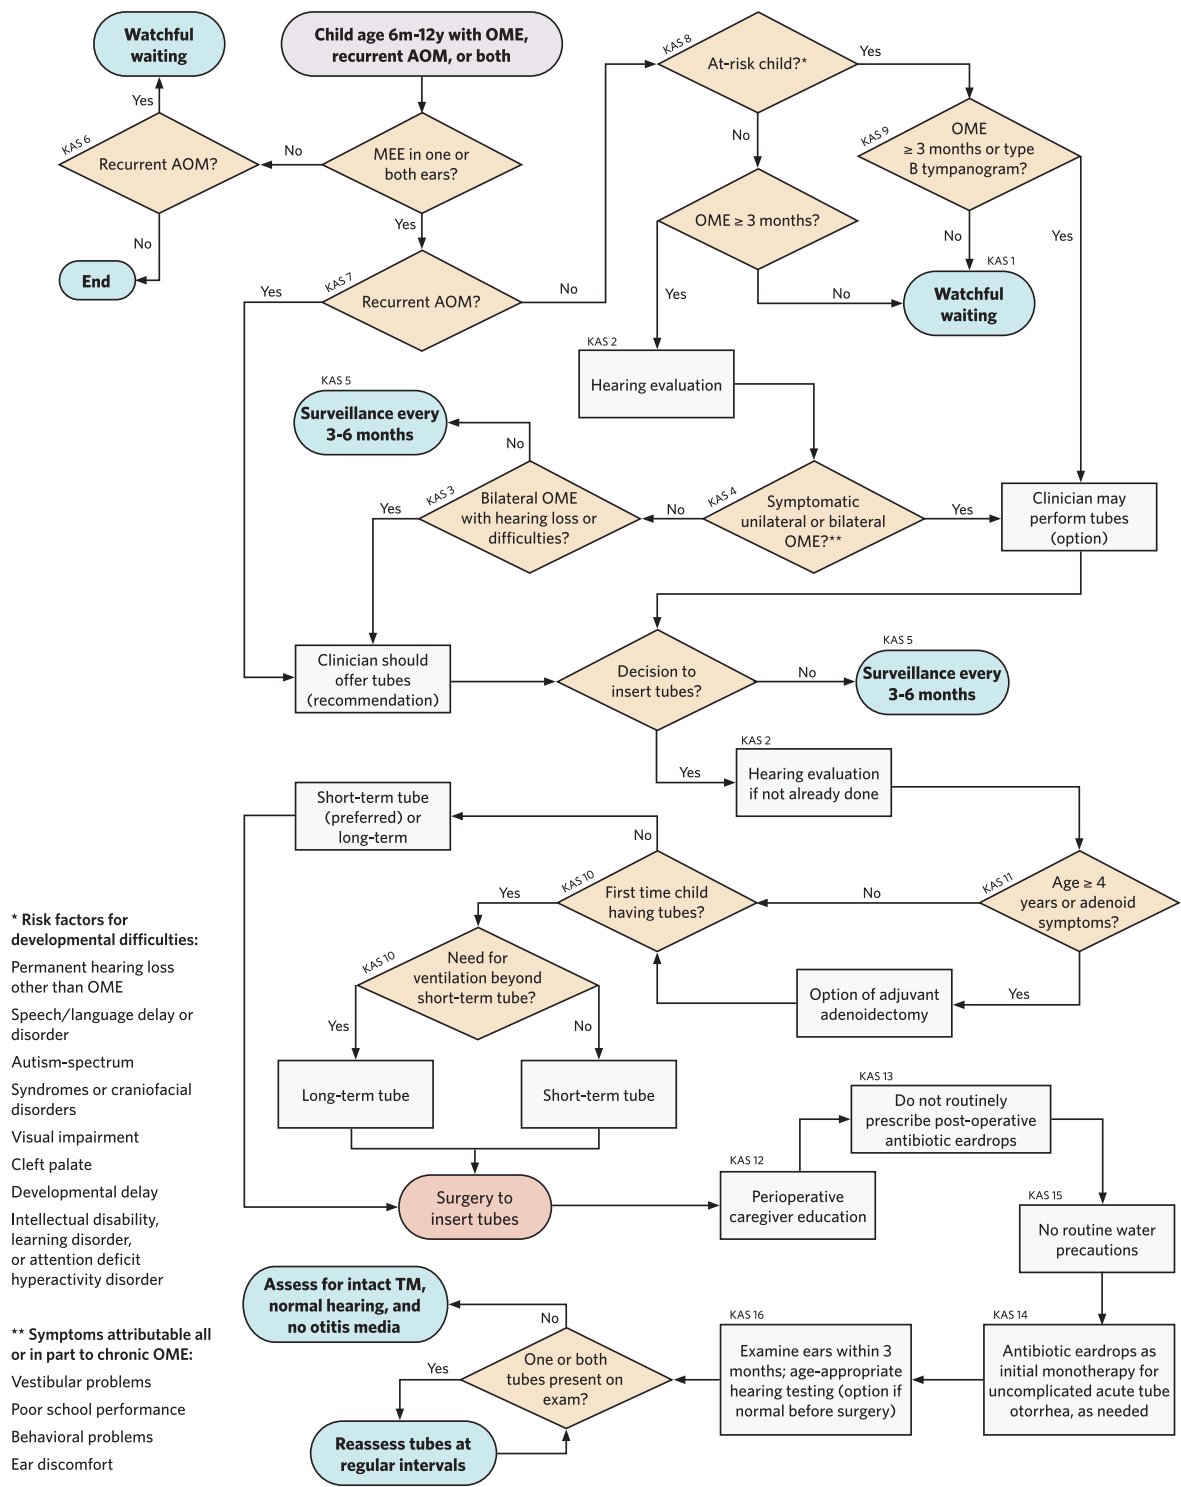 Watchful
waiting
Child age 6m-12y with OME,
recurrent AOM, or both
KAS 8
At-risk child?*
Yes
Yes
KAS 6
Recurrent AOM?
No
MEE in one or
both ears?
No
KAS 9
OME
≥ 3 months or type
B tympanogram?
OME ≥ 3 months?
No
Yes
No
Yes
End
KAS 7
Recurrent AOM?
Yes
No
Yes
No
KAS 1
Watchful
waiting
KAS 2
Hearing evaluation
KAS 5
Surveillance every
3-6 months
No
KAS 3
Bilateral OME
with hearing loss or
difficulties?
Yes
No
KAS 4
Symptomatic
unilateral or bilateral
OME?**
Yes
Clinician may
perform tubes
(option)
Clinician should
offer tubes
(recommendation)
Decision to
insert tubes?
No
KAS 5
Surveillance every
3-6 months
Yes
KAS 2
Hearing evaluation
if not already done
Short-term tube
(preferred) or
long-term
No
KAS 10
First time child
having tubes?
Yes
No
KAS 11
Age ≥ 4
years or adenoid
symptoms?
KAS 10
Need for
ventilation beyond
short-term tube?
Yes
No
Option of adjuvant
adenoidectomy
Yes
Long-term tube
Short-term tube
KAS 13
Do not routinely
prescribe post-operative
antibiotic eardrops
Surgery to
insert tubes
KAS 12
Perioperative
caregiver education
KAS 15
No routine water
precautions
Assess for intact TM,
normal hearing, and
no otitis media
No
One or both
tubes present on
exam?
Yes
KAS 16
Examine ears within 3
months; age-appropriate
hearing testing (option if
normal before surgery)
KAS 14
Antibiotic eardrops as
initial monotherapy for
uncomplicated acute tube
otorrhea, as needed
Reassess tubes at
regular intervals
* Risk factors for
developmental difficulties:
Permanent hearing loss
other than OME
Speech/language delay or
disorder
Autism-spectrum
Syndromes or craniofacial
disorders
Visual impairment
Cleft palate
Developmental delay
Intellectual disability,
learning disorder,
or attention deficit
hyperactivity disorder
** Symptoms attributable all
or in part to chronic OME:
Vestibular problems
Poor school performance
Behavioral problems
Ear discomfort